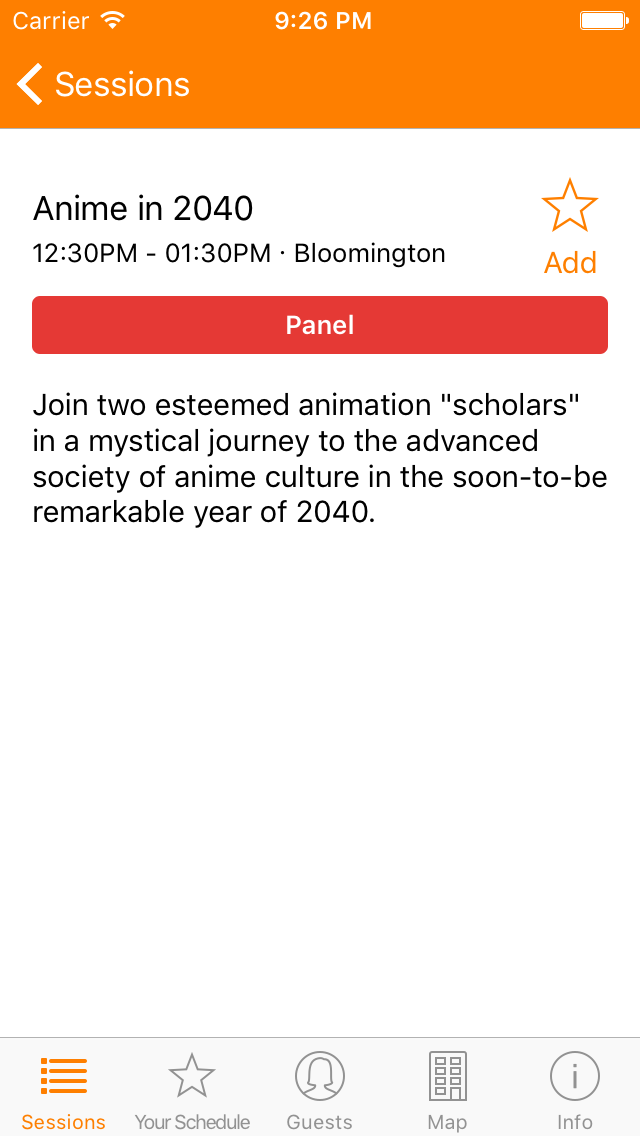 Carrier 9:26 PM
Sessions
Anime in 2040
12:30PM - 01:30PM · Bloomington
Add
Panel
Join two esteemed animation "scholars"
in a mystical journey to the advanced
society of anime culture in the soon-to-be
remarkable year of 2040.
Sessions Your Schedule Guests Map Info